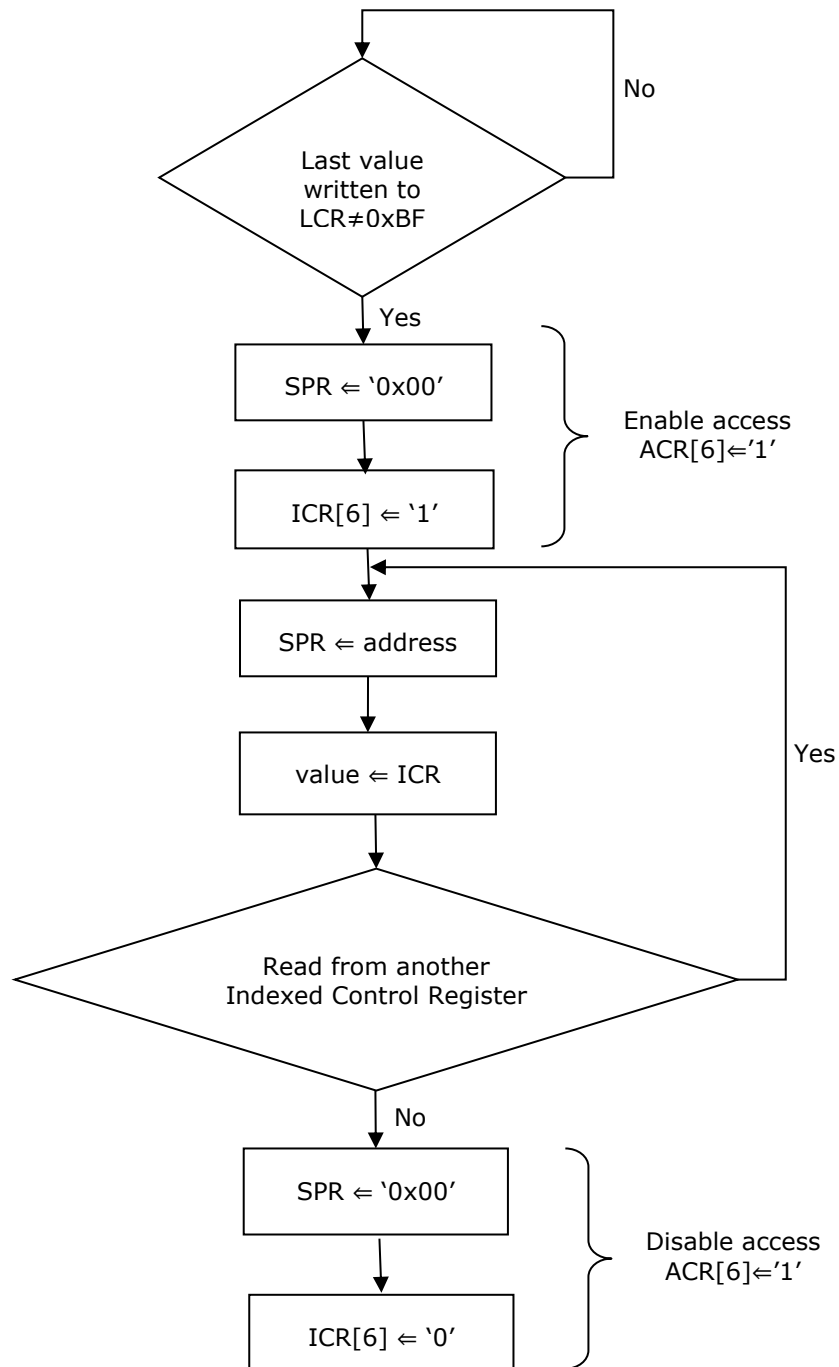 No
Last value
written to
LCR≠0xBF
Yes
SPR ⇐ ‘0x00’
Enable access
ACR[6]⇐’1’
ICR[6] ⇐ ‘1’
SPR ⇐ address
Yes
value ⇐ ICR
Read from another
Indexed Control Register
No
SPR ⇐ ‘0x00’
Disable access
ACR[6]⇐’1’
ICR[6] ⇐ ‘0’